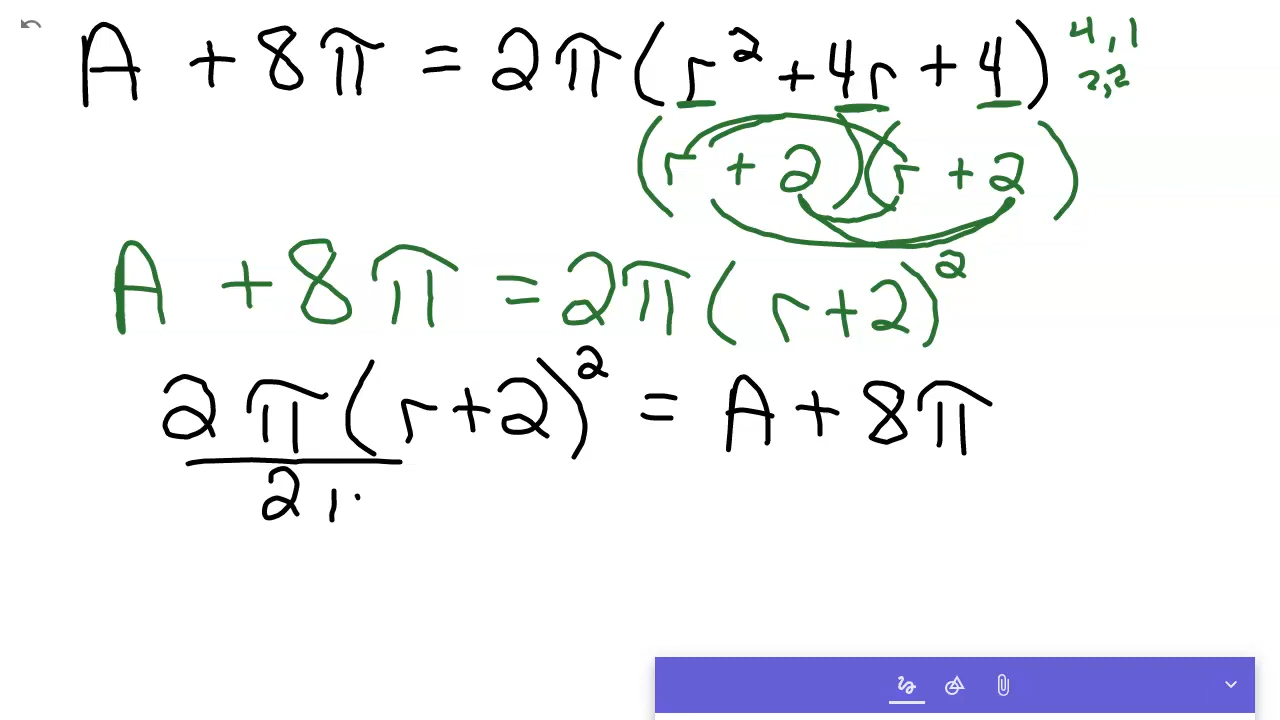 A + 8π = 2π(r² + 4r + 4) 4,1
2,2
(r + 2)(r + 2)
A + 8π = 2π(r+2)²
2π(r+2)² = A + 8π
2